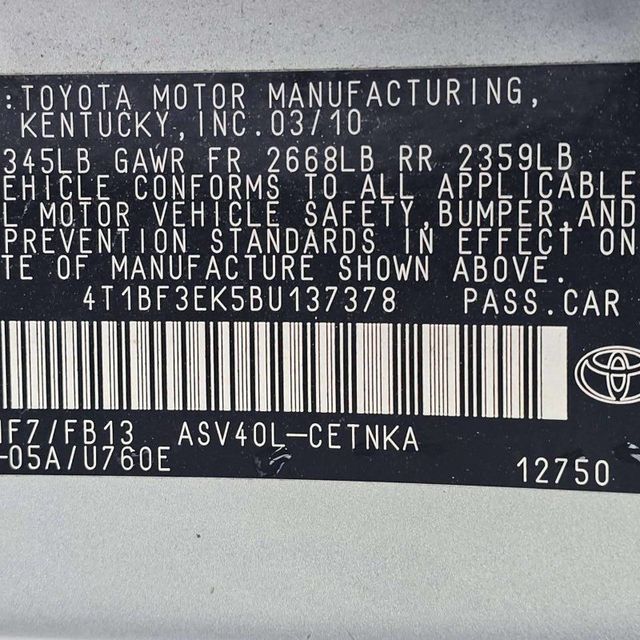 : TOYOTA MOTOR MANUFACTURING,
KENTUCKY, INC. 03/10
345LB GAWR FR 2668LB RR 2359LB
EHICLE CONFORMS TO ALL APPLICABLE
L MOTOR VEHICLE SAFETY, BUMPER, AND
PREVENTION STANDARDS IN EFFECT ON
TE OF MANUFACTURE SHOWN ABOVE.
4T1BF3EK5BU137378 PASS.CAR
F7/FB13 ASV40L-CETNKA
-05A/U760E 12750